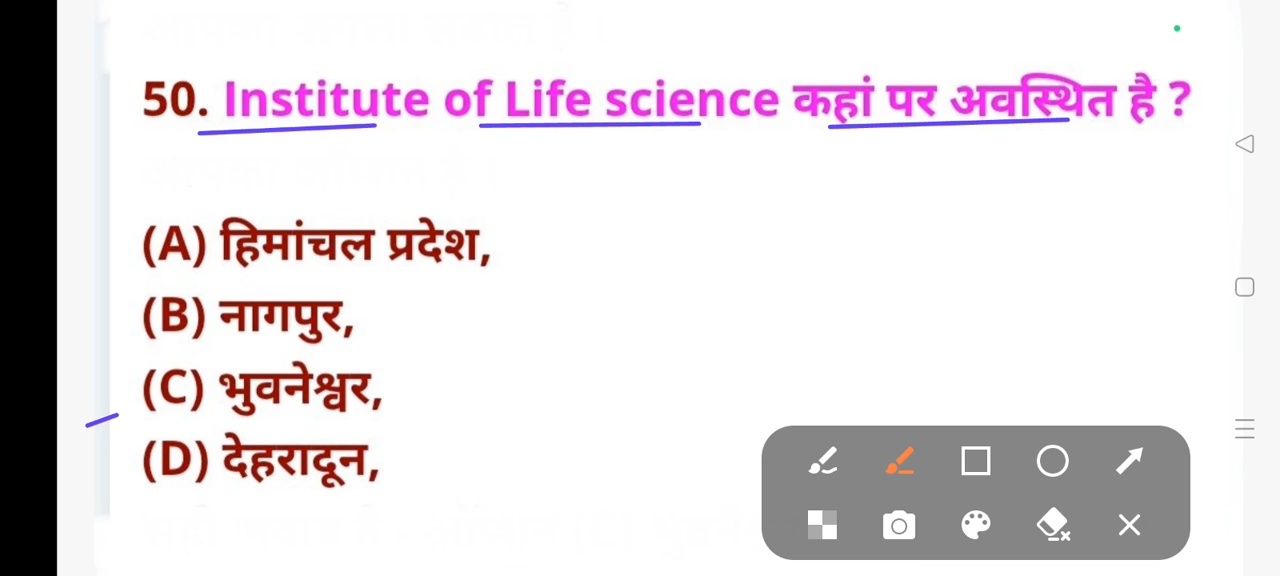 50. Institute of Life science कहां पर अवस्थित है ?
(A) हिमांचल प्रदेश,
(B) नागपुर,
(C) भुवनेश्वर,
(D) देहरादून,